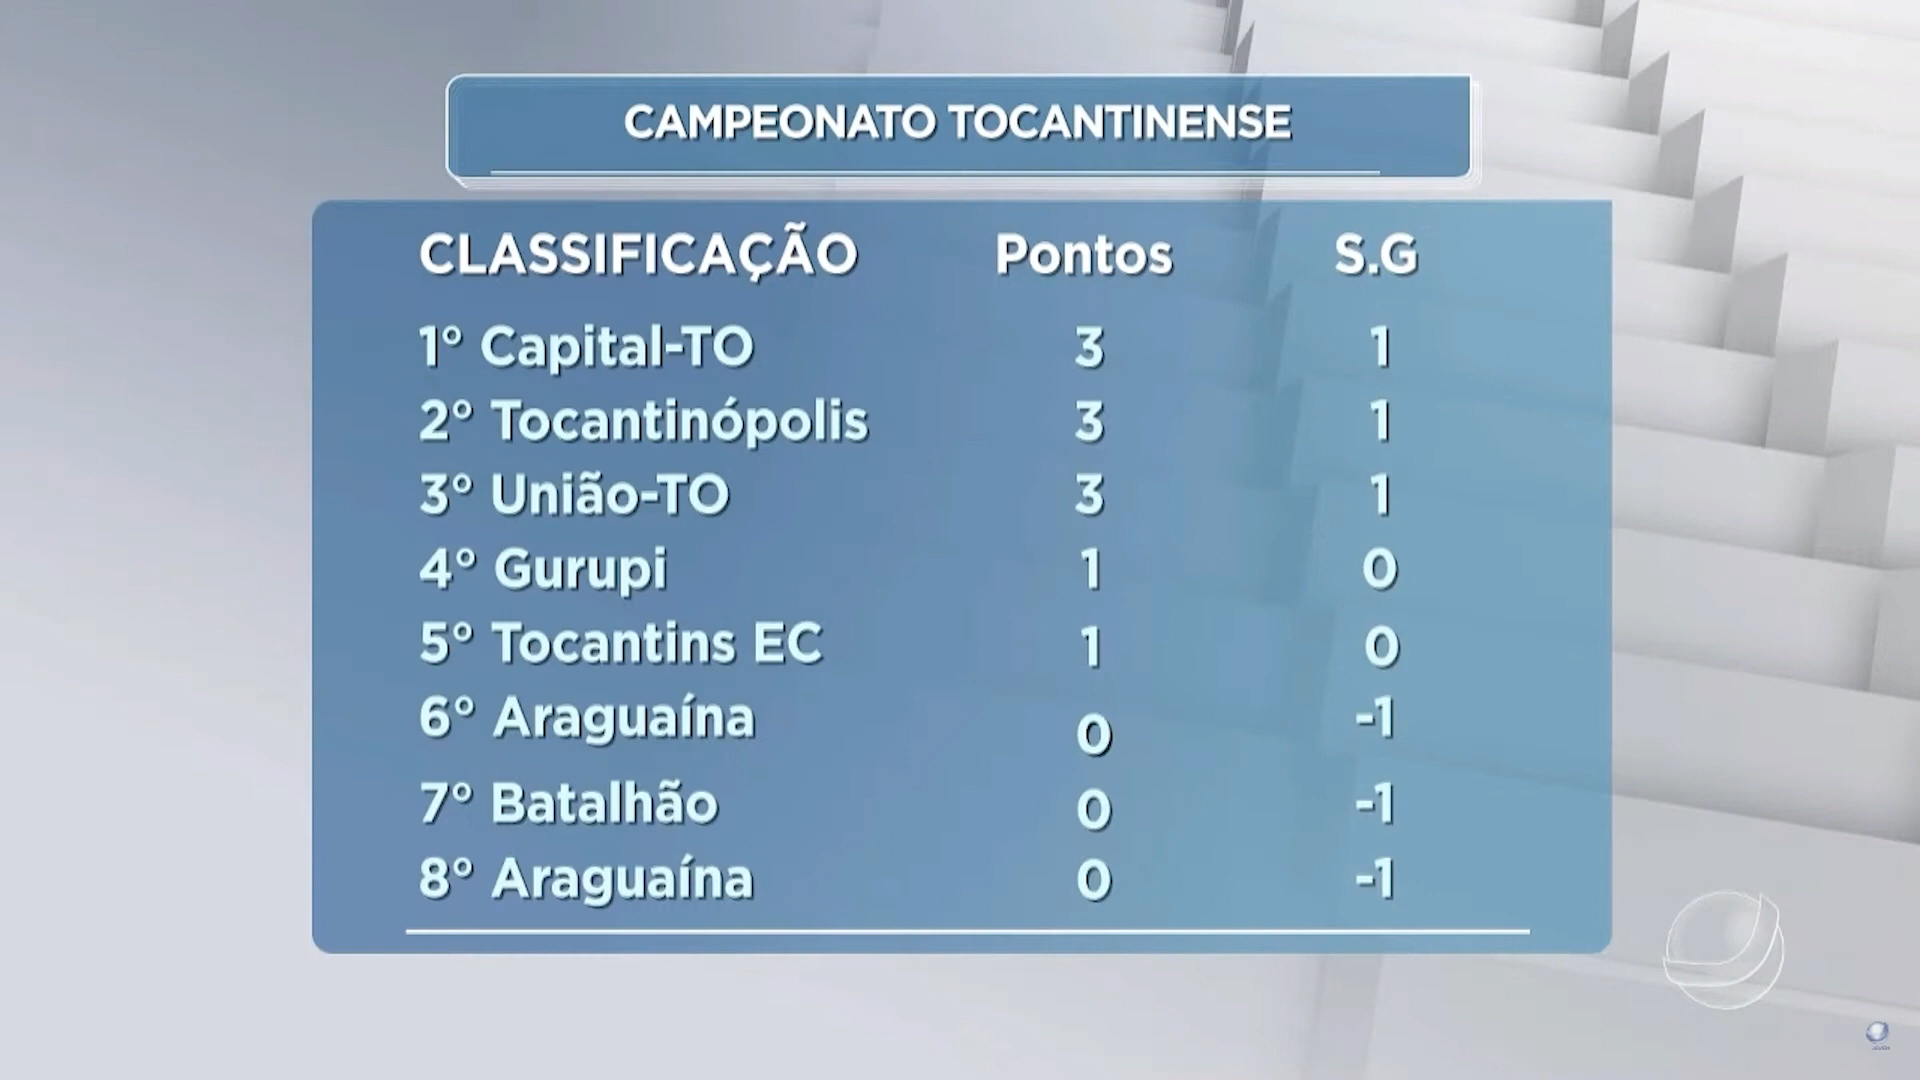 CAMPEONATO TOCANTINENSE
CLASSIFICAÇÃO Pontos S.G
1° Capital-TO 3 1
2° Tocantinópolis 3 1
3° União-TO 3 1
4° Gurupi 1 0
5° Tocantins EC 1 0
6° Araguaína 0 -1
7° Batalhão 0 -1
8° Araguaína 0 -1